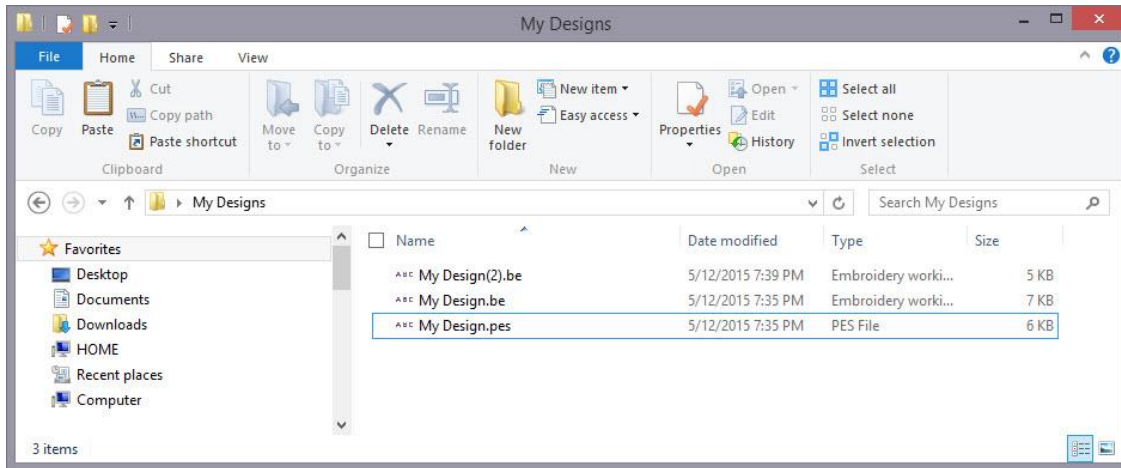 My Designs
File Home Share View
Copy
Paste
Cut
Copy path
Paste shortcut
Clipboard
Move to
Copy to
Delete
Rename
Organize
New folder
New item
Easy access
New
Properties
Open
Edit
History
Open
Select all
Select none
Invert selection
Select
My Designs
Search My Designs
Favorites
Desktop
Documents
Downloads
HOME
Recent places
Computer
Name Date modified Type Size
ABC My Design(2).be 5/12/2015 7:39 PM Embroidery worki... 5 KB
ABC My Design.be 5/12/2015 7:35 PM Embroidery worki... 7 KB
ABC My Design.pes 5/12/2015 7:35 PM PES File 6 KB
3 items